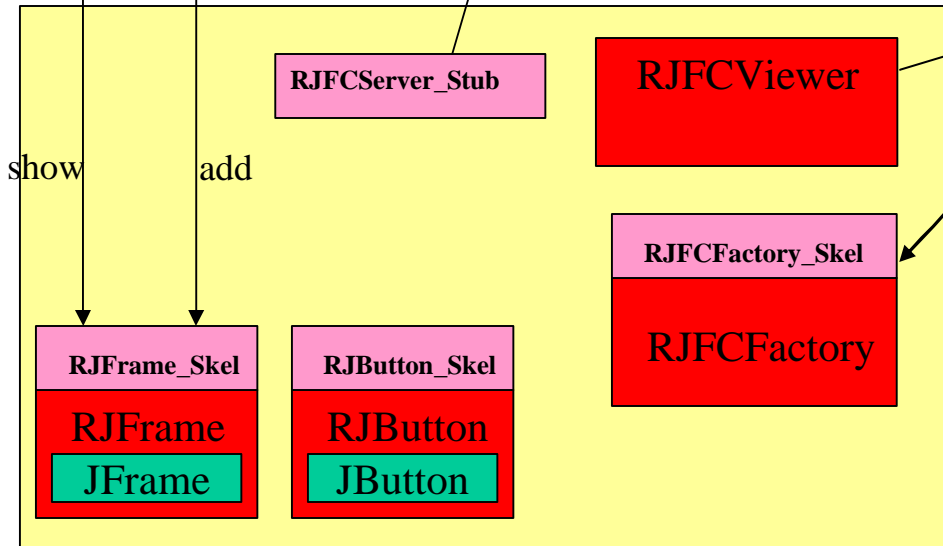 RJFCServer_Stub
RJFCViewer
show
add
RJFCFactory_Skel
RJFCFactory
RJFrame_Skel
RJButton_Skel
RJFrame
RJButton
JFrame
JButton